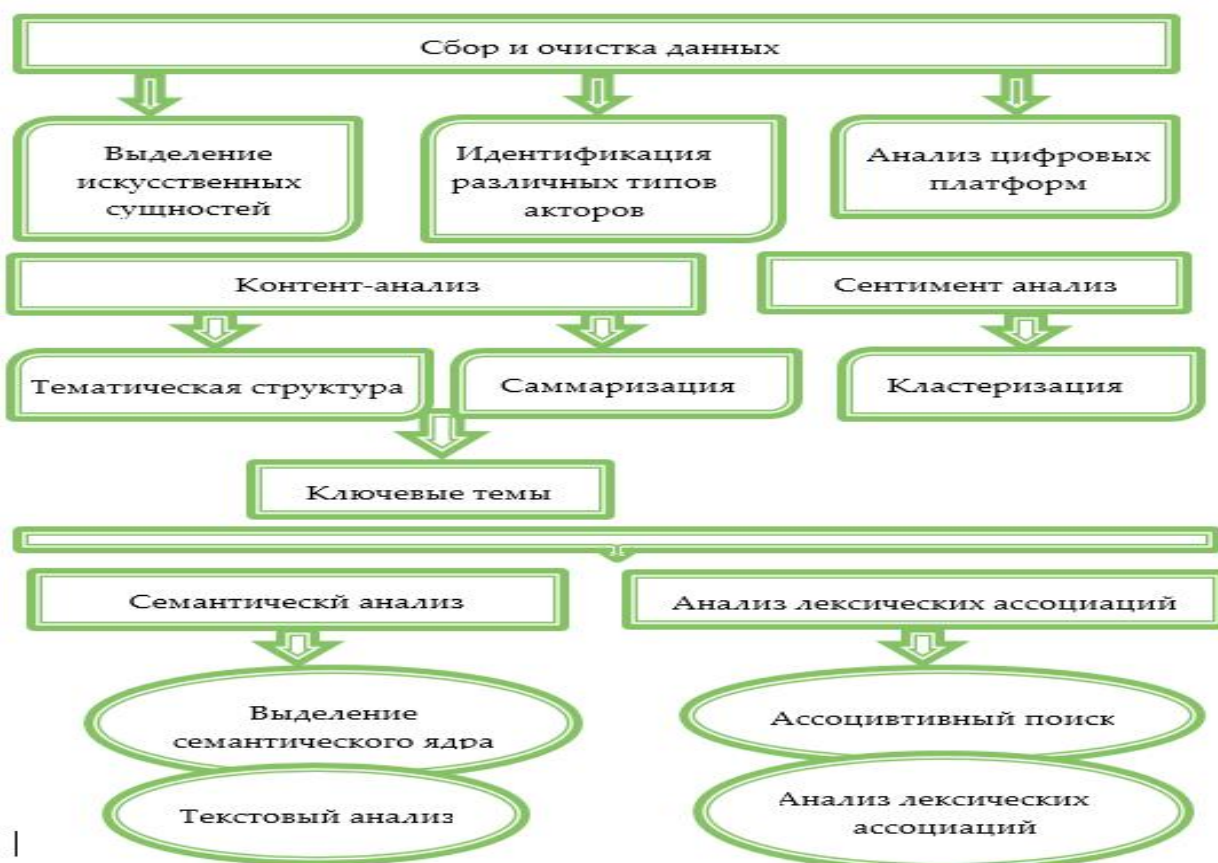 Сбор и очистка данных
Выделение
искусственных
сущностей
Идентификация
различных типов
акторов
Анализ цифровых
платформ
Контент-анализ
Сентимент анализ
Тематическая структура
Саммаризация
Кластеризация
Ключевые темы
Семантическй анализ
Анализ лексических ассоциаций
Выделение
семантического ядра
Ассоцивтивный поиск
Текстовый анализ
Анализ лексических
ассоциаций